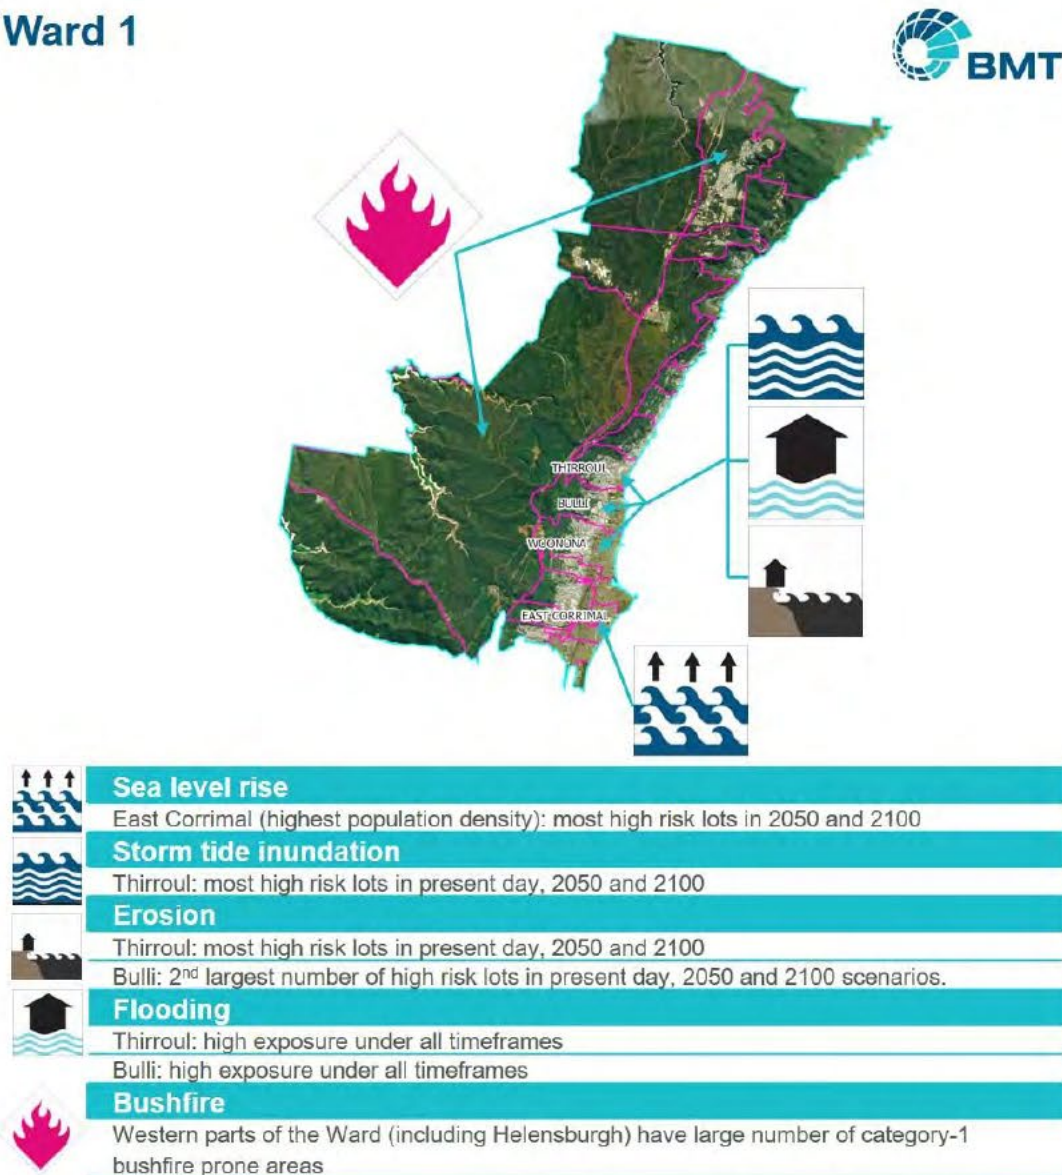 Ward 1
BMT
THIRROUL
BULLI
WOONONA
EAST CORRIMAL
Sea level rise
East Corrimal (highest population density): most high risk lots in 2050 and 2100
Storm tide inundation
Thirroul: most high risk lots in present day, 2050 and 2100
Erosion
Thirroul: most high risk lots in present day, 2050 and 2100
Bulli: 2nd largest number of high risk lots in present day, 2050 and 2100 scenarios.
Flooding
Thirroul: high exposure under all timeframes
Bulli: high exposure under all timeframes
Bushfire
Western parts of the Ward (including Helensburgh) have large number of category-1
bushfire prone areas